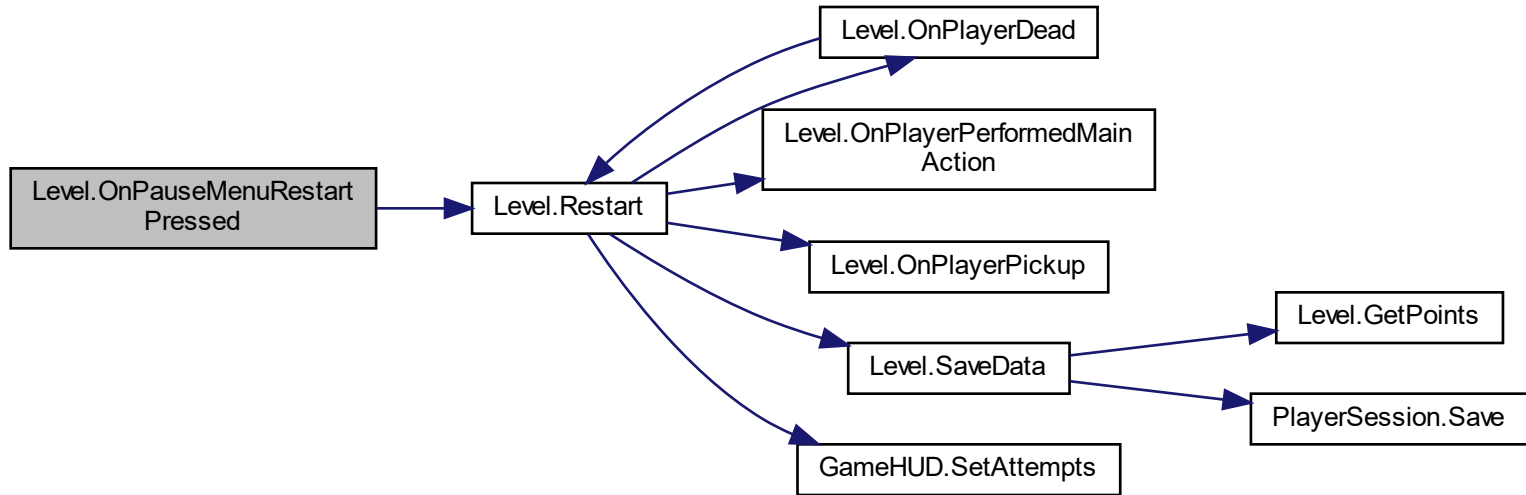 Level.OnPauseMenuRestart
Pressed
Level.Restart
Level.OnPlayerDead
Level.OnPlayerPerformedMain
Action
Level.OnPlayerPickup
Level.SaveData
GameHUD.SetAttempts
Level.GetPoints
PlayerSession.Save